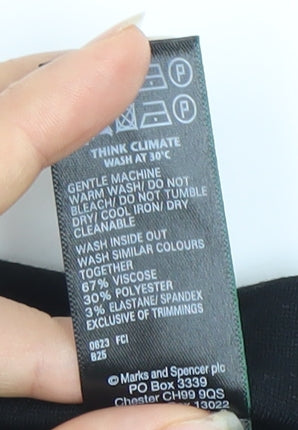 P
P
THINK CLIMATE
WASH AT 30°C
GENTLE MACHINE
WARM WASH/ DO NOT
BLEACH/ DO NOT TUMBLE
DRY/ COOL IRON/ DRY
CLEANABLE
WASH INSIDE OUT
WASH SIMILAR COLOURS
TOGETHER
67% VISCOSE
30% POLYESTER
3% ELASTANE/ SPANDEX
EXCLUSIVE OF TRIMMINGS
0623 FCI
B25
© Marks and Spencer plc
PO Box 3339
Chester CH99 9QS
13022